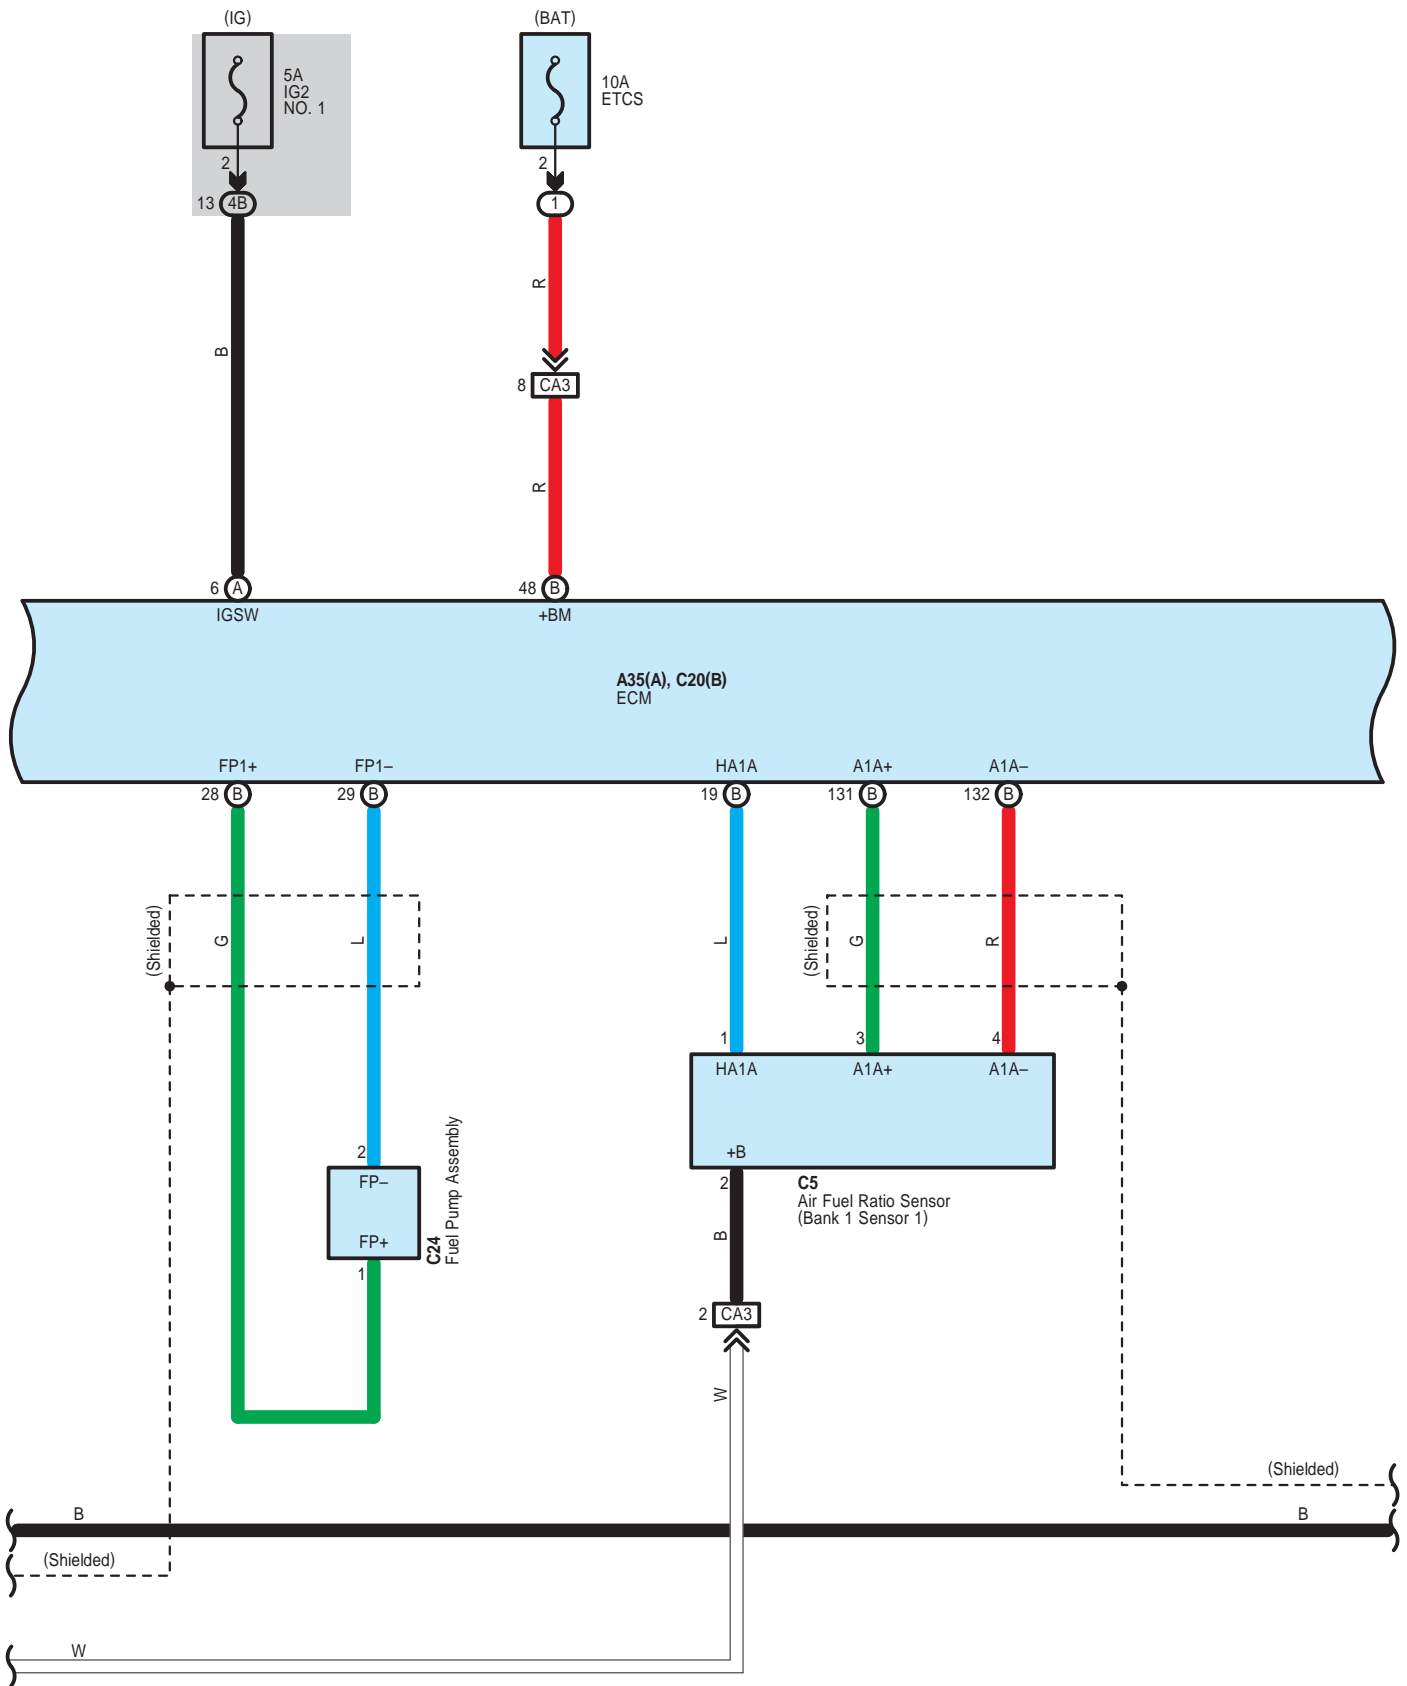 (IG)
(BAT)
5A
IG2
NO. 1
10A
ETCS
2
2
13 4B
1
R
B
8 CA3
R
6 A
48 B
IGSW
+BM
A35(A), C20(B)
ECM
FP1+
FP1–
HA1A
A1A+
A1A–
28 B
29 B
19 B
131 B
132 B
(Shielded)
G
L
L
(Shielded)
G
R
1
3
4
HA1A
A1A+
A1A–
2
FP–
FP+
1
C24
Fuel Pump Assembly
+B
2
C5
Air Fuel Ratio Sensor
(Bank 1 Sensor 1)
B
2 CA3
W
(Shielded)
B
B
(Shielded)
W